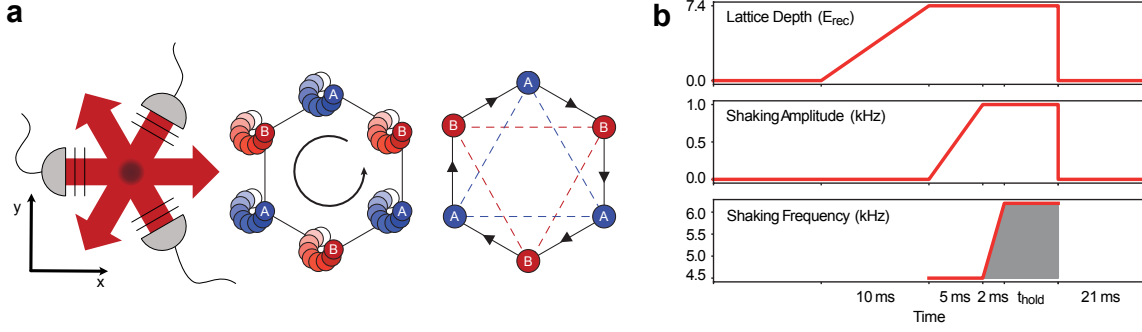 a
y
x
A
B
B
A
A
B
A
B
B
A
A
B
b
Lattice Depth (Erec)
7.4
0.0
Shaking Amplitude (kHz)
1.0
0.5
0.0
Shaking Frequency (kHz)
6.0
5.5
5.0
4.5
10 ms 5 ms 2 ms thold 21 ms
Time